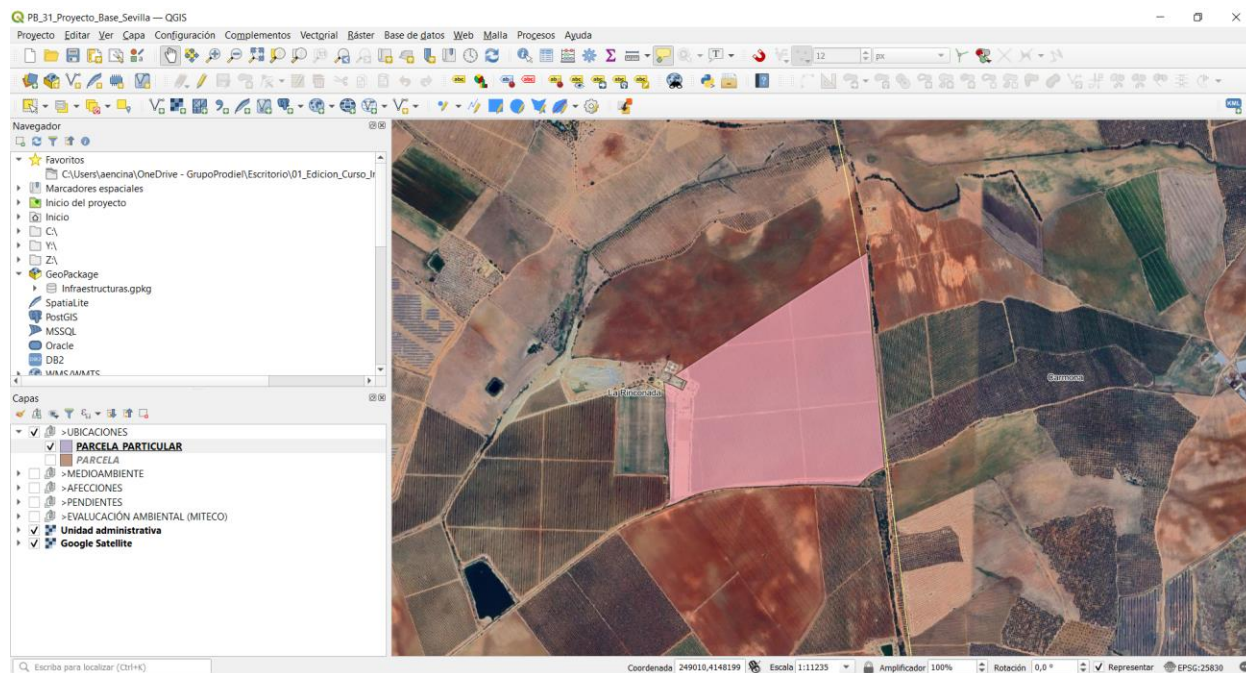 PB_31_Proyecto_Base_Sevilla — QGIS
Proyecto Editar Ver Capa Configuración Complementos Vectorial Ráster Base de datos Web Malla Procesos Ayuda
12 px
Navegador
Favoritos
C:\Users\aencina\OneDrive - GrupoProdiel\Escritorio\01_Edicion_Curso_Ir
Marcadores espaciales
Inicio del proyecto
Inicio
C:\
Y:\
Z:\
GeoPackage
Infraestructuras.gpkg
SpatiaLite
PostGIS
MSSQL
Oracle
DB2
WMS/WMTS
Capas
>UBICACIONES
PARCELA PARTICULAR
PARCELA
>MEDIOAMBIENTE
>AFECCIONES
>PENDIENTES
>EVALUCACIÓN AMBIENTAL (MITECO)
Unidad administrativa
Google Satellite
Carmona
La Rinconada
Escriba para localizar (Ctrl+K)
Coordenada 249010,4148199 Escala 1:11235 Amplificador 100% Rotación 0,0 ° Representar EPSG:25830